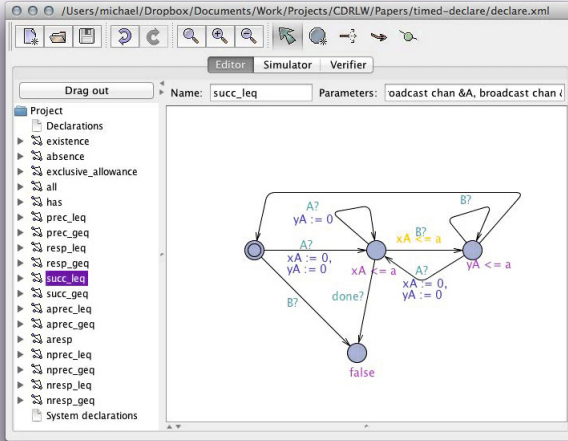 /Users/michael/Dropbox/Documents/Work/Projects/CDRLW/Papers/timed-declare/declare.xml
Editor Simulator Verifier
Drag out
Name: succ_leq Parameters: oadcast chan &A, broadcast chan &
Project
Declarations
existence
absence
exclusive_allowance
all
has
prec_leq
prec_geq
resp_leq
resp_geq
succ_leq
succ_geq
aprec_leq
aprec_geq
aresp
nprec_leq
nprec_geq
nresp_leq
nresp_geq
System declarations
A?
yA := 0
B?
B?
xA <= a
A?
xA := 0,
yA := 0
xA <= a
A?
xA := 0,
yA := 0
yA <= a
B?
done?
false